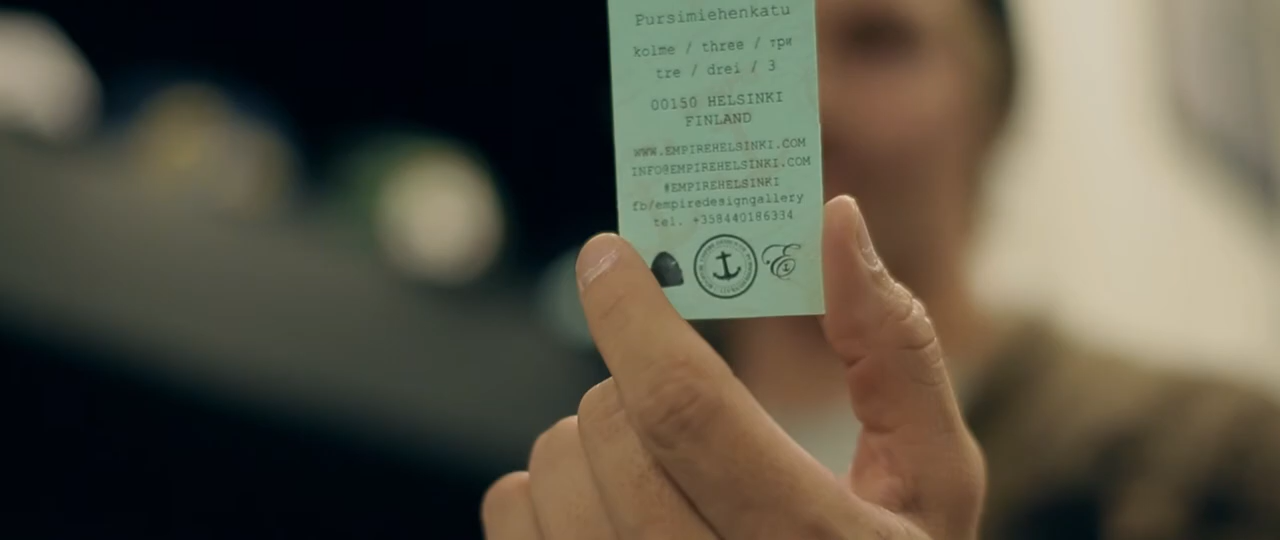 Pursimiehenkatu
kolme / three / три
tre / drei / 3
00150 HELSINKI
FINLAND
WWW.EMPIREHELSINKI.COM
INFO@EMPIREHELSINKI.COM
#EMPIREHELSINKI
fb/empiredesigngallery
tel. +358440186334